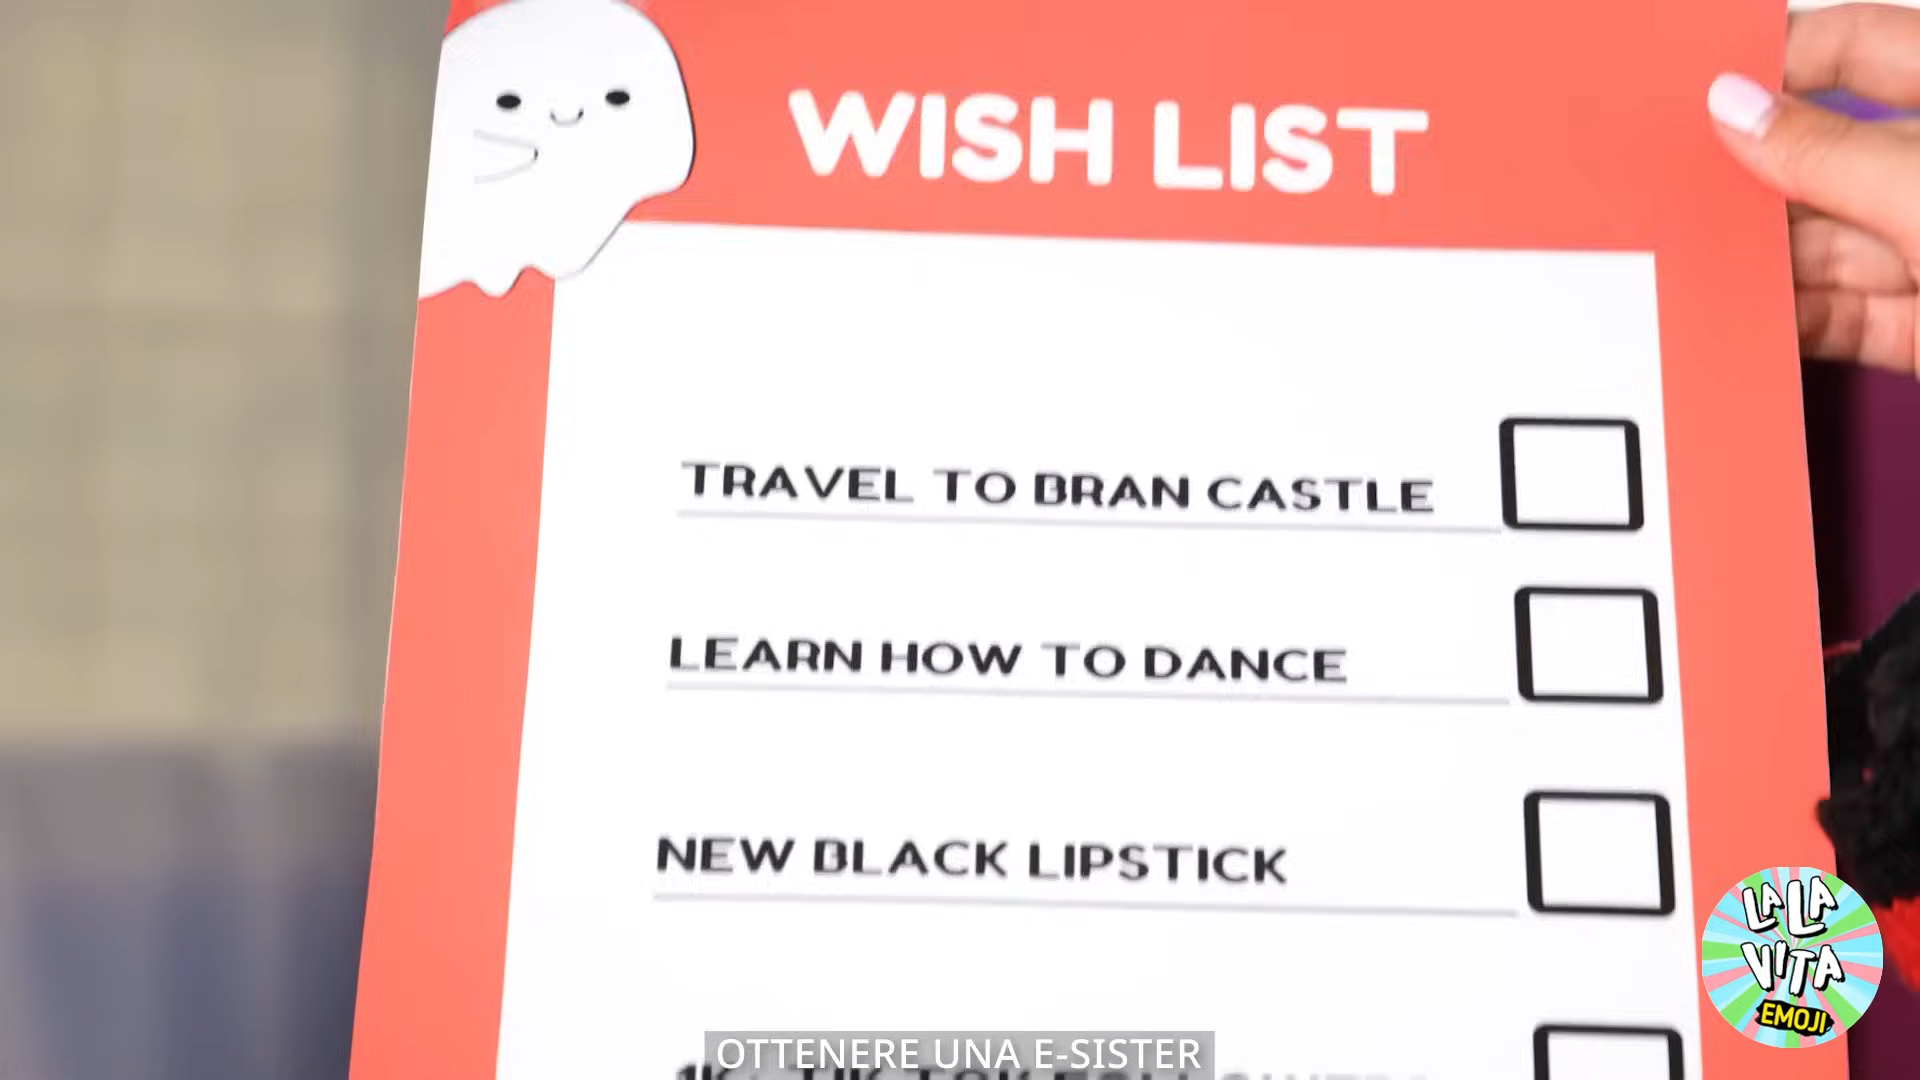 WISH LIST
TRAVEL TO BRAN CASTLE
LEARN HOW TO DANCE
NEW BLACK LIPSTICK
OTTENERE UNA E-SISTER
LA LA
VITA
EMOJI